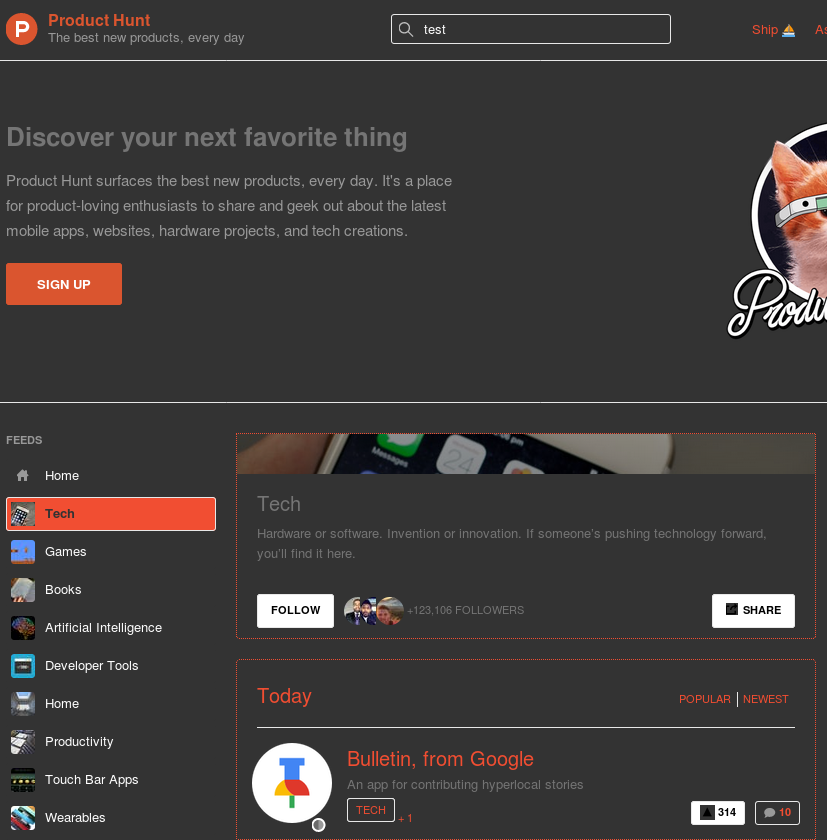 Product Hunt
The best new products, every day
test
Ship
Discover your next favorite thing
Product Hunt surfaces the best new products, every day. It's a place
for product-loving enthusiasts to share and geek out about the latest
mobile apps, websites, hardware projects, and tech creations.
SIGN UP
FEEDS
Home
Tech
Games
Books
Artificial Intelligence
Developer Tools
Home
Productivity
Touch Bar Apps
Wearables
Messages
24
Tech
Hardware or software. Invention or innovation. If someone's pushing technology forward,
you'll find it here.
FOLLOW
+123,106 FOLLOWERS
SHARE
Today
POPULAR
NEWEST
Bulletin, from Google
An app for contributing hyperlocal stories
TECH
+ 1
314
10